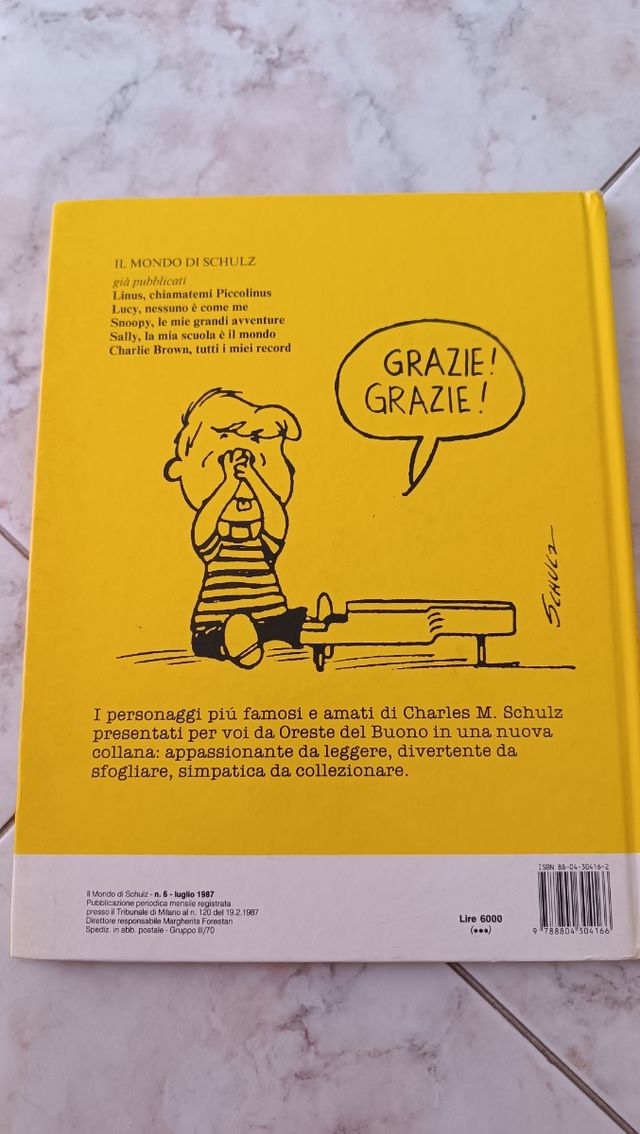 IL MONDO DI SCHULZ
già pubblicati
Linus, chiamatemi Piccolinus
Lucy, nessuno è come me
Snoopy, le mie grandi avventure
Sally, la mia scuola è il mondo
Charlie Brown, tutti i miei record
GRAZIE!
GRAZIE!
SCHULZ
I personaggi piú famosi e amati di Charles M. Schulz
presentati per voi da Oreste del Buono in una nuova
collana: appassionante da leggere, divertente da
sfogliare, simpatica da collezionare.
Il Mondo di Schulz - n. 6 - luglio 1987
Pubblicazione periodica mensile registrata
presso il Tribunale di Milano al n. 120 del 19.2.1987
Direttore responsabile Margherita Forestan
Spediz. in abb. postale - Gruppo III/70
Lire 6000
(•••)
ISBN 88-04-30416-2
9 788804 304166